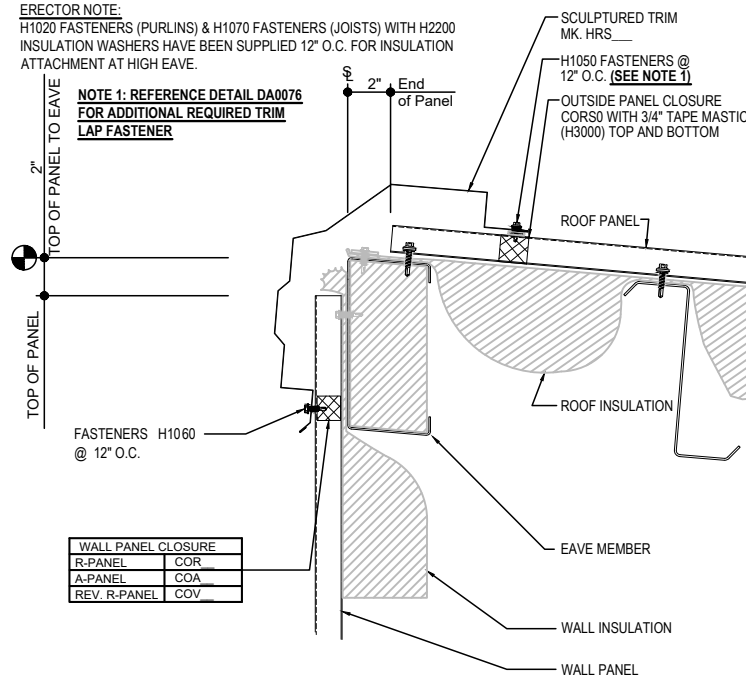 ERECTOR NOTE:
H1020 FASTENERS (PURLINS) & H1070 FASTENERS (JOISTS) WITH H2200
INSULATION WASHERS HAVE BEEN SUPPLIED 12" O.C. FOR INSULATION
ATTACHMENT AT HIGH EAVE.
NOTE 1: REFERENCE DETAIL DA0076
FOR ADDITIONAL REQUIRED TRIM
LAP FASTENER
2" End
of Panel
SCULPTURED TRIM
MK. HRS___
H1050 FASTENERS @
12" O.C. (SEE NOTE 1)
OUTSIDE PANEL CLOSURE
CORS0 WITH 3/4" TAPE MASTIC
(H3000) TOP AND BOTTOM
2"
TOP OF PANEL TO EAVE
TOP OF PANEL
ROOF PANEL
ROOF INSULATION
FASTENERS H1060
@ 12" O.C.
WALL PANEL CLOSURE
R-PANEL COR__
A-PANEL COA__
REV. R-PANEL COV__
EAVE MEMBER
WALL INSULATION
WALL PANEL